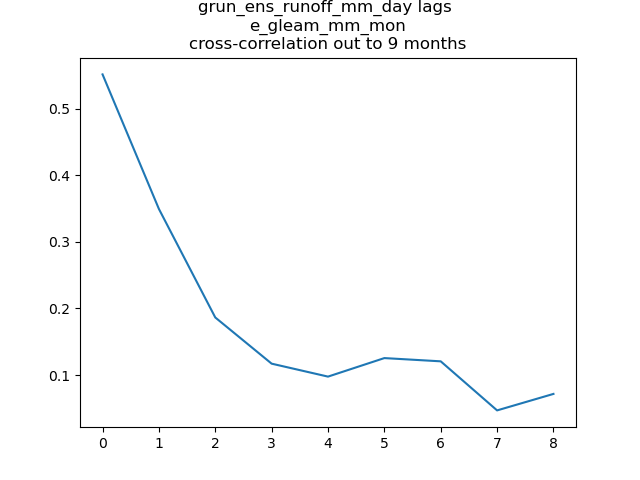 grun_ens_runoff_mm_day lags
e_gleam_mm_mon
cross-correlation out to 9 months
0.5
0.4
0.3
0.2
0.1
0 1 2 3 4 5 6 7 8